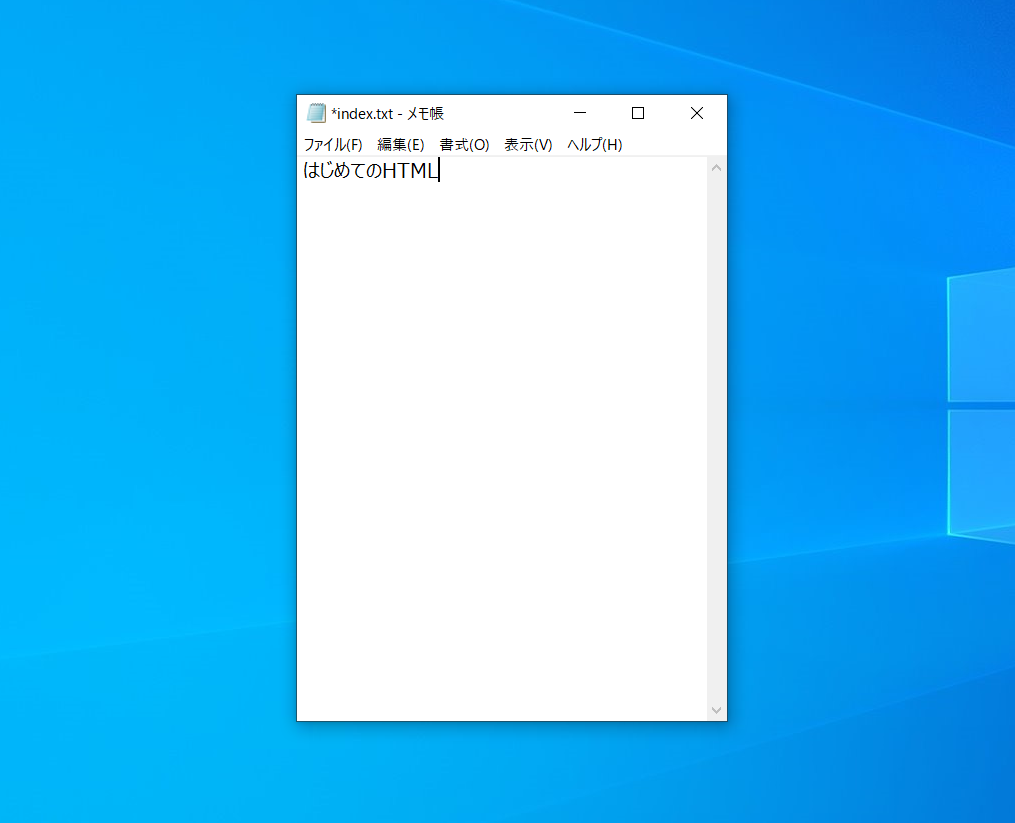 *index.txt - メモ帳
ファイル(F) 編集(E) 書式(O) 表示(V) ヘルプ(H)
はじめてのHTML